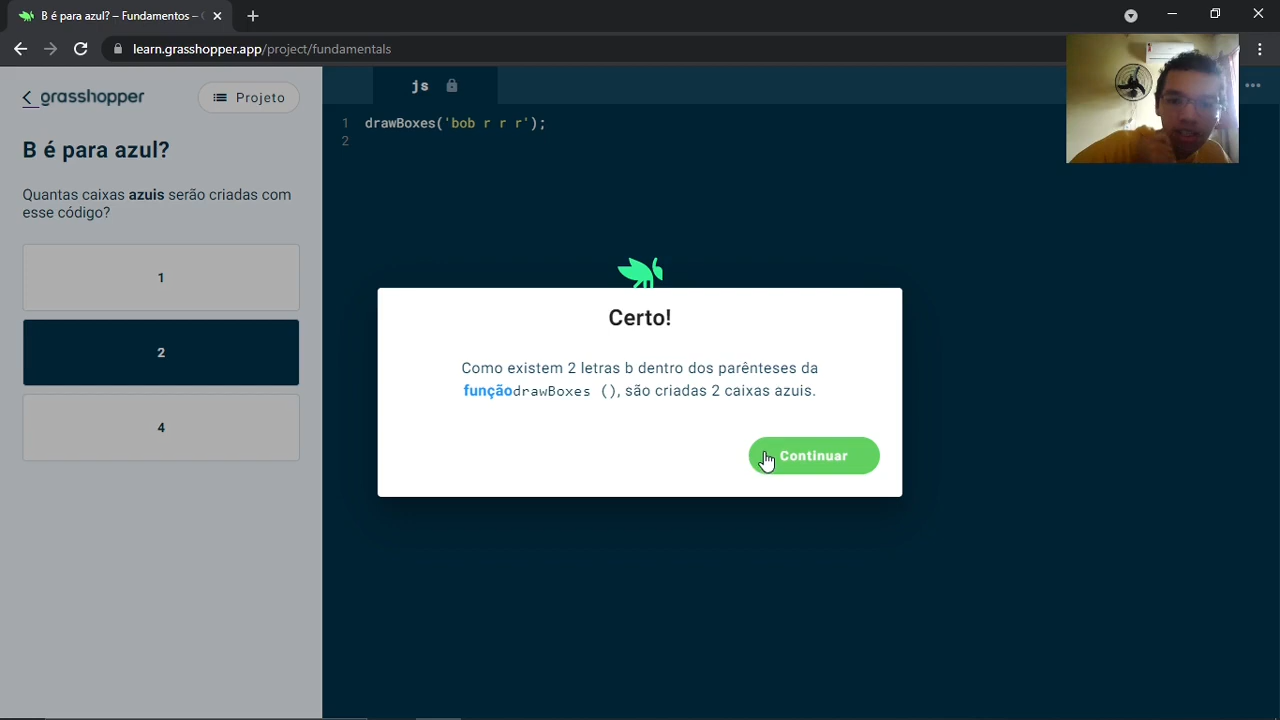 B é para azul? – Fundamentos –
learn.grasshopper.app/project/fundamentals
grasshopper
Projeto
B é para azul?
Quantas caixas azuis serão criadas com
esse código?
1
2
4
js
1 drawBoxes('bob r r r');
2
Certo!
Como existem 2 letras b dentro dos parênteses da
funçãodrawBoxes (), são criadas 2 caixas azuis.
Continuar